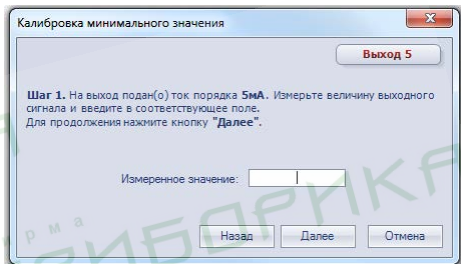 Калибровка минимального значения
Выход 5
Шаг 1. На выход подан(о) ток порядка 5мА. Измерьте величину выходного
сигнала и введите в соответствующее поле.
Для продолжения нажмите кнопку "Далее".
Измеренное значение:
Назад Далее Отмена